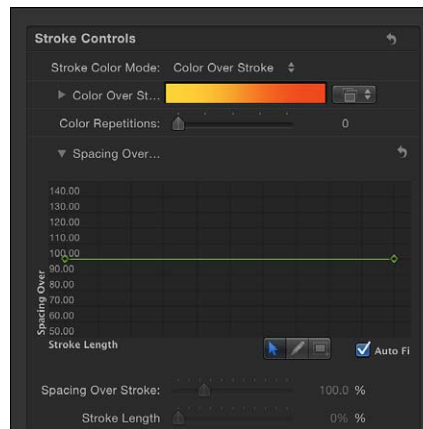 Stroke Controls
Stroke Color Mode: Color Over Stroke
Color Over St...
Color Repetitions: 0
Spacing Over...
140.00
130.00
120.00
110.00
100.00
90.00
80.00
70.00
60.00
50.00
Spacing Over
Stroke Length
Auto Fi
Spacing Over Stroke: 100.0 %
Stroke Length 0% %